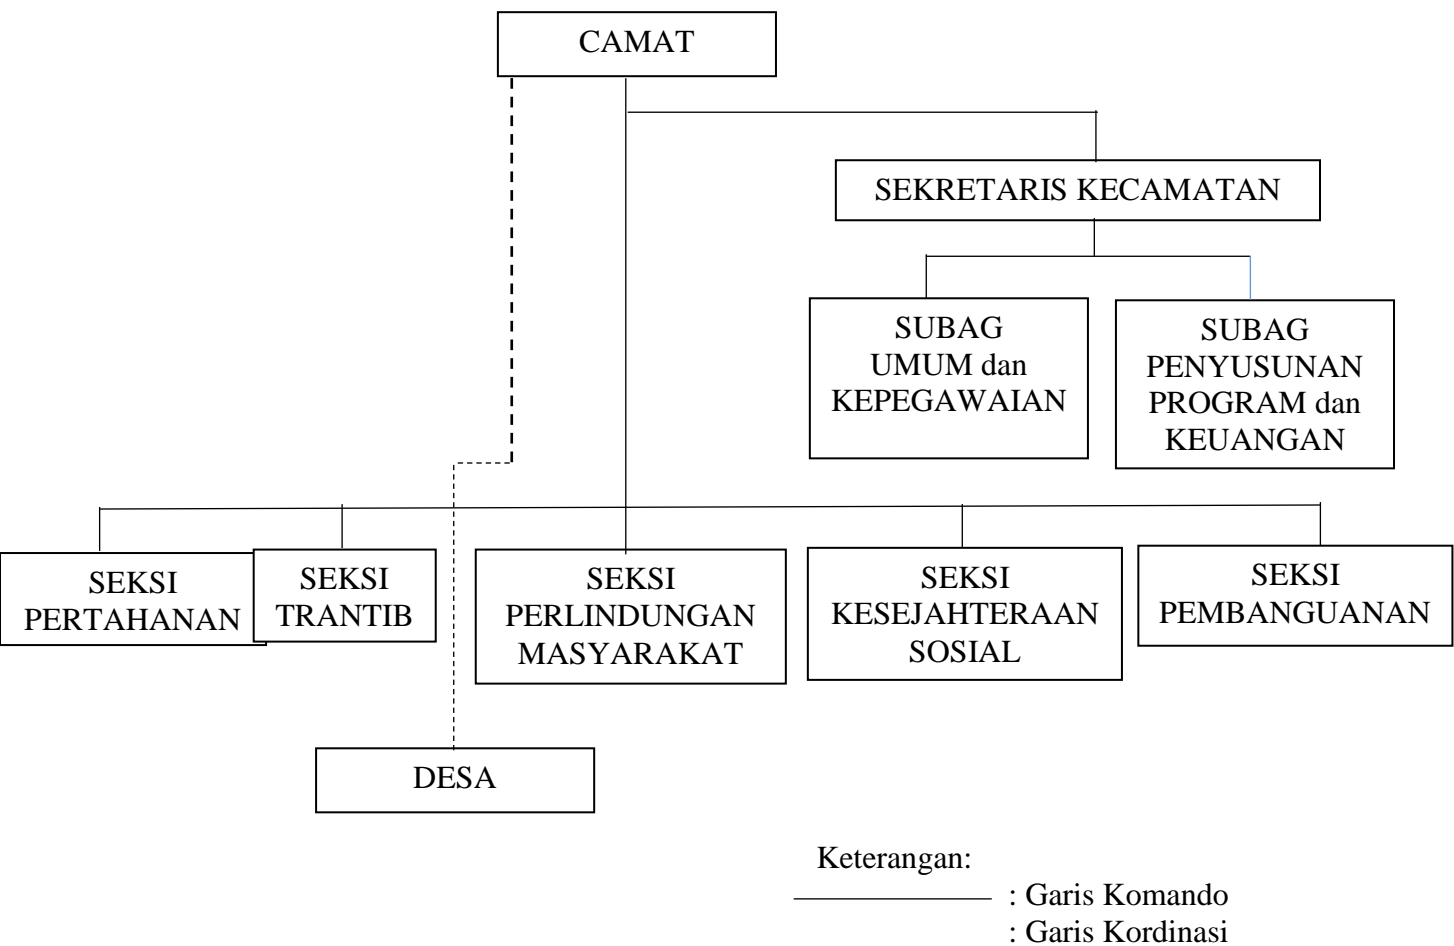 CAMAT
SEKRETARIS KECAMATAN
SUBAG
UMUM dan
KEPEGAWAIAN
SUBAG
PENYUSUNAN
PROGRAM dan
KEUANGAN
SEKSI
PERTAHANAN
SEKSI
TRANTIB
SEKSI
PERLINDUNGAN
MASYARAKAT
SEKSI
KESEJAHTERAAN
SOSIAL
SEKSI
PEMBANGUANAN
DESA
Keterangan:
: Garis Komando
: Garis Kordinasi